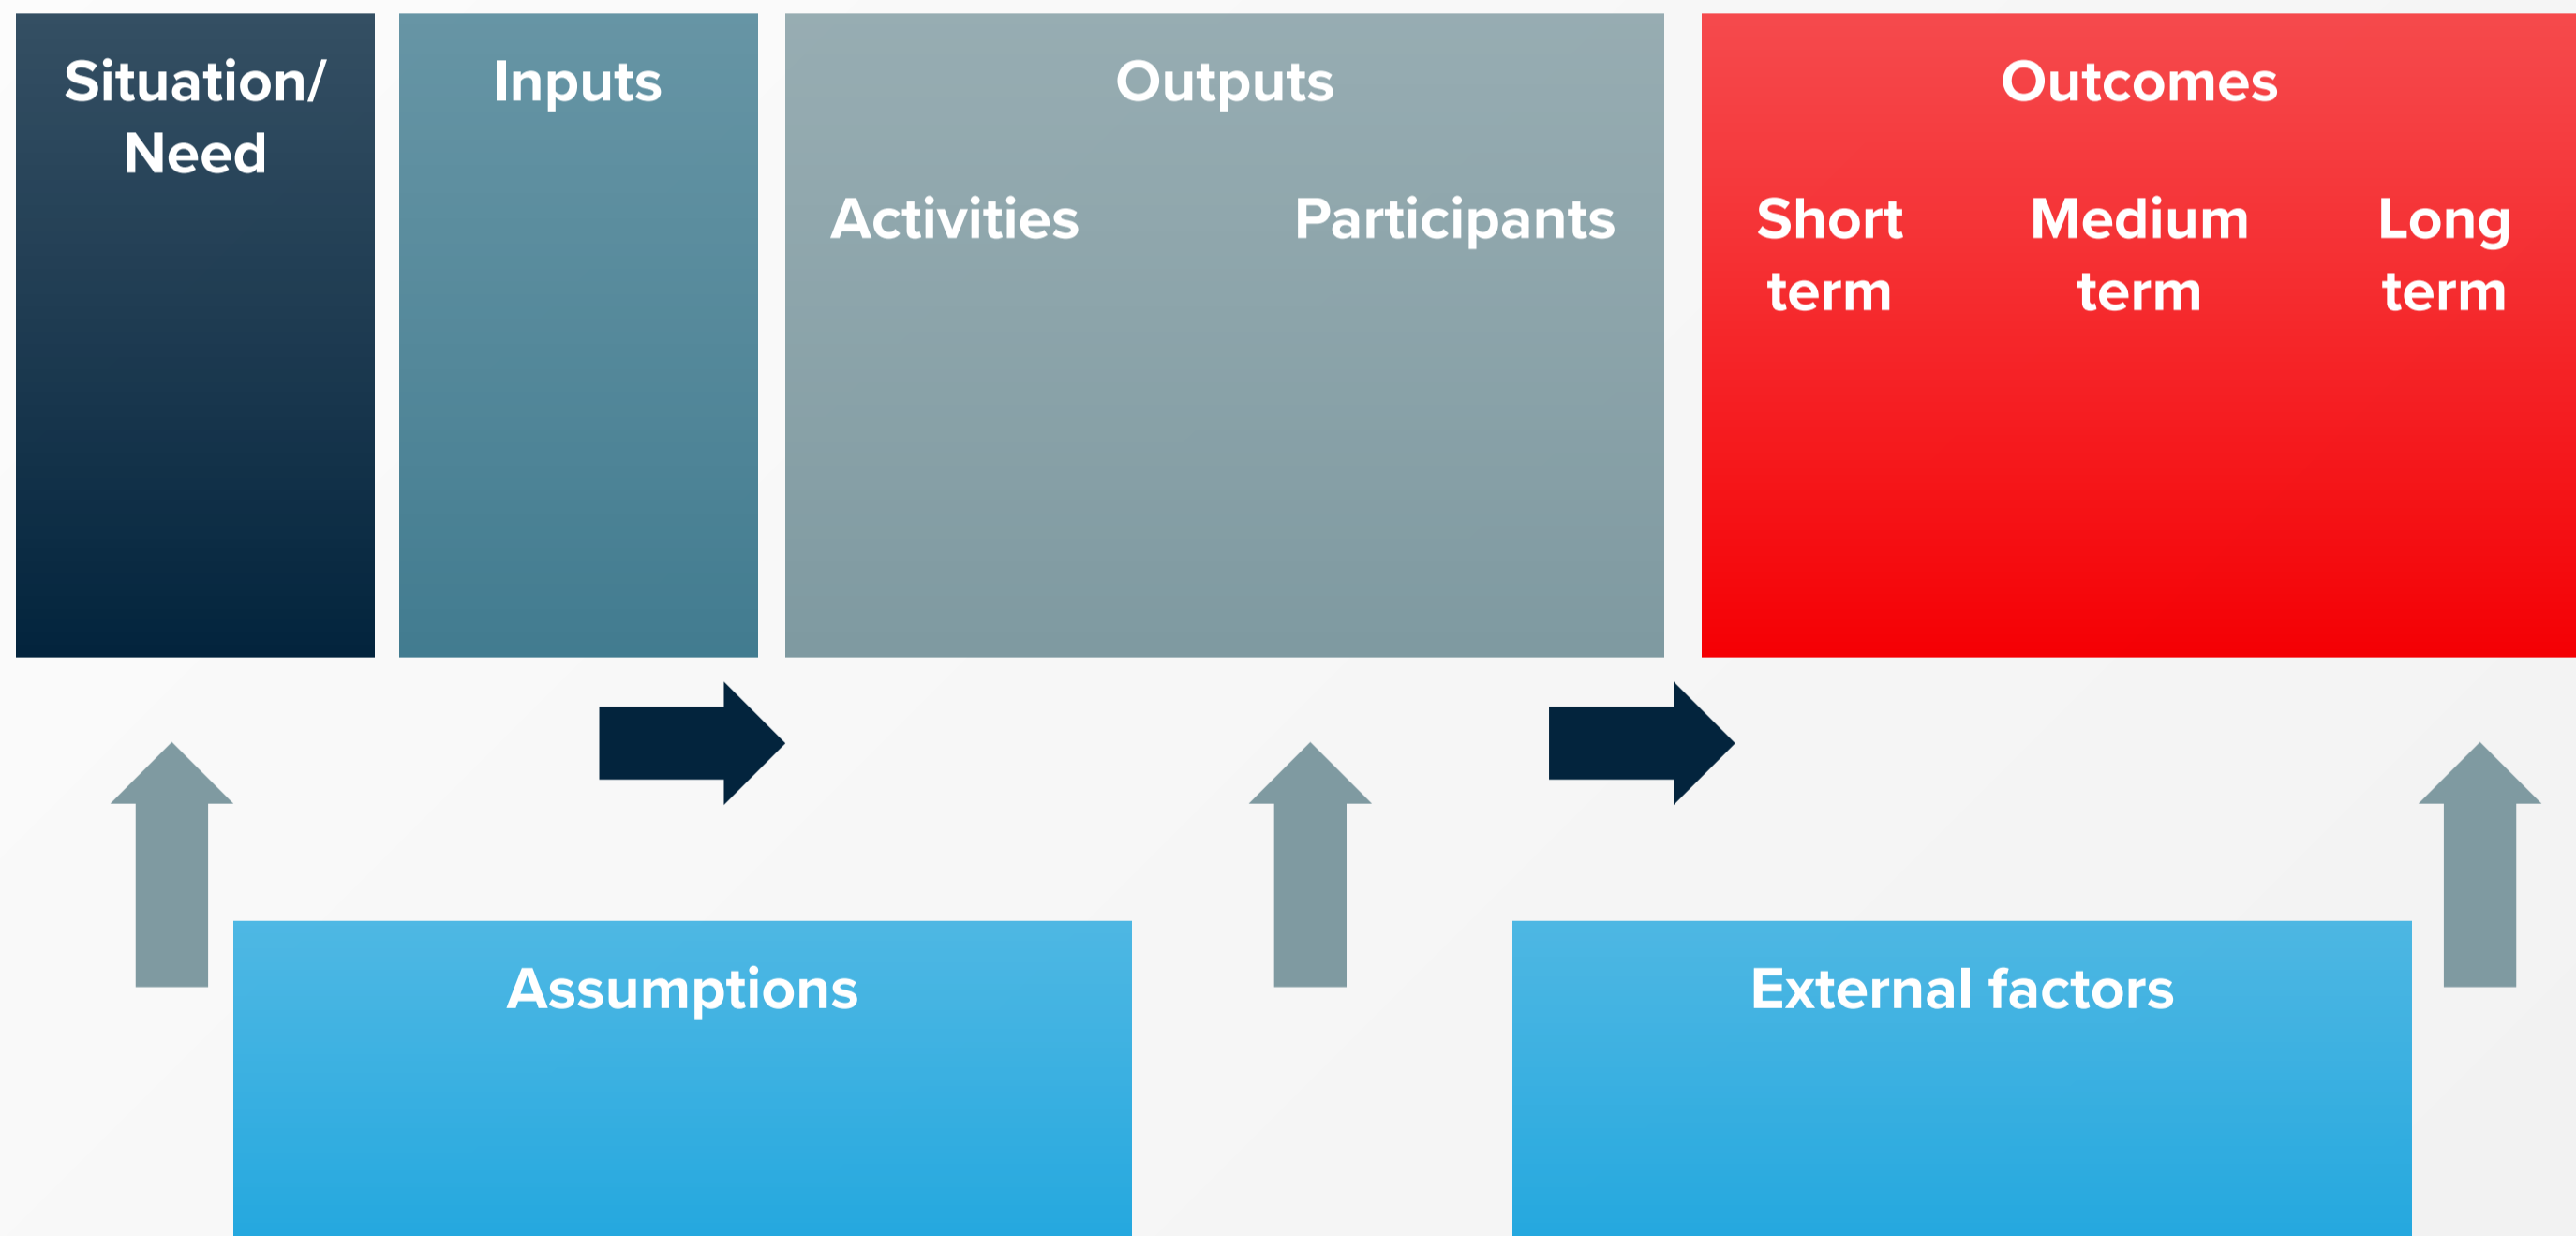 Situation/
Need
Inputs
Outputs
Activities
Participants
Outcomes
Short
term
Medium
term
Long
term
Assumptions
External factors